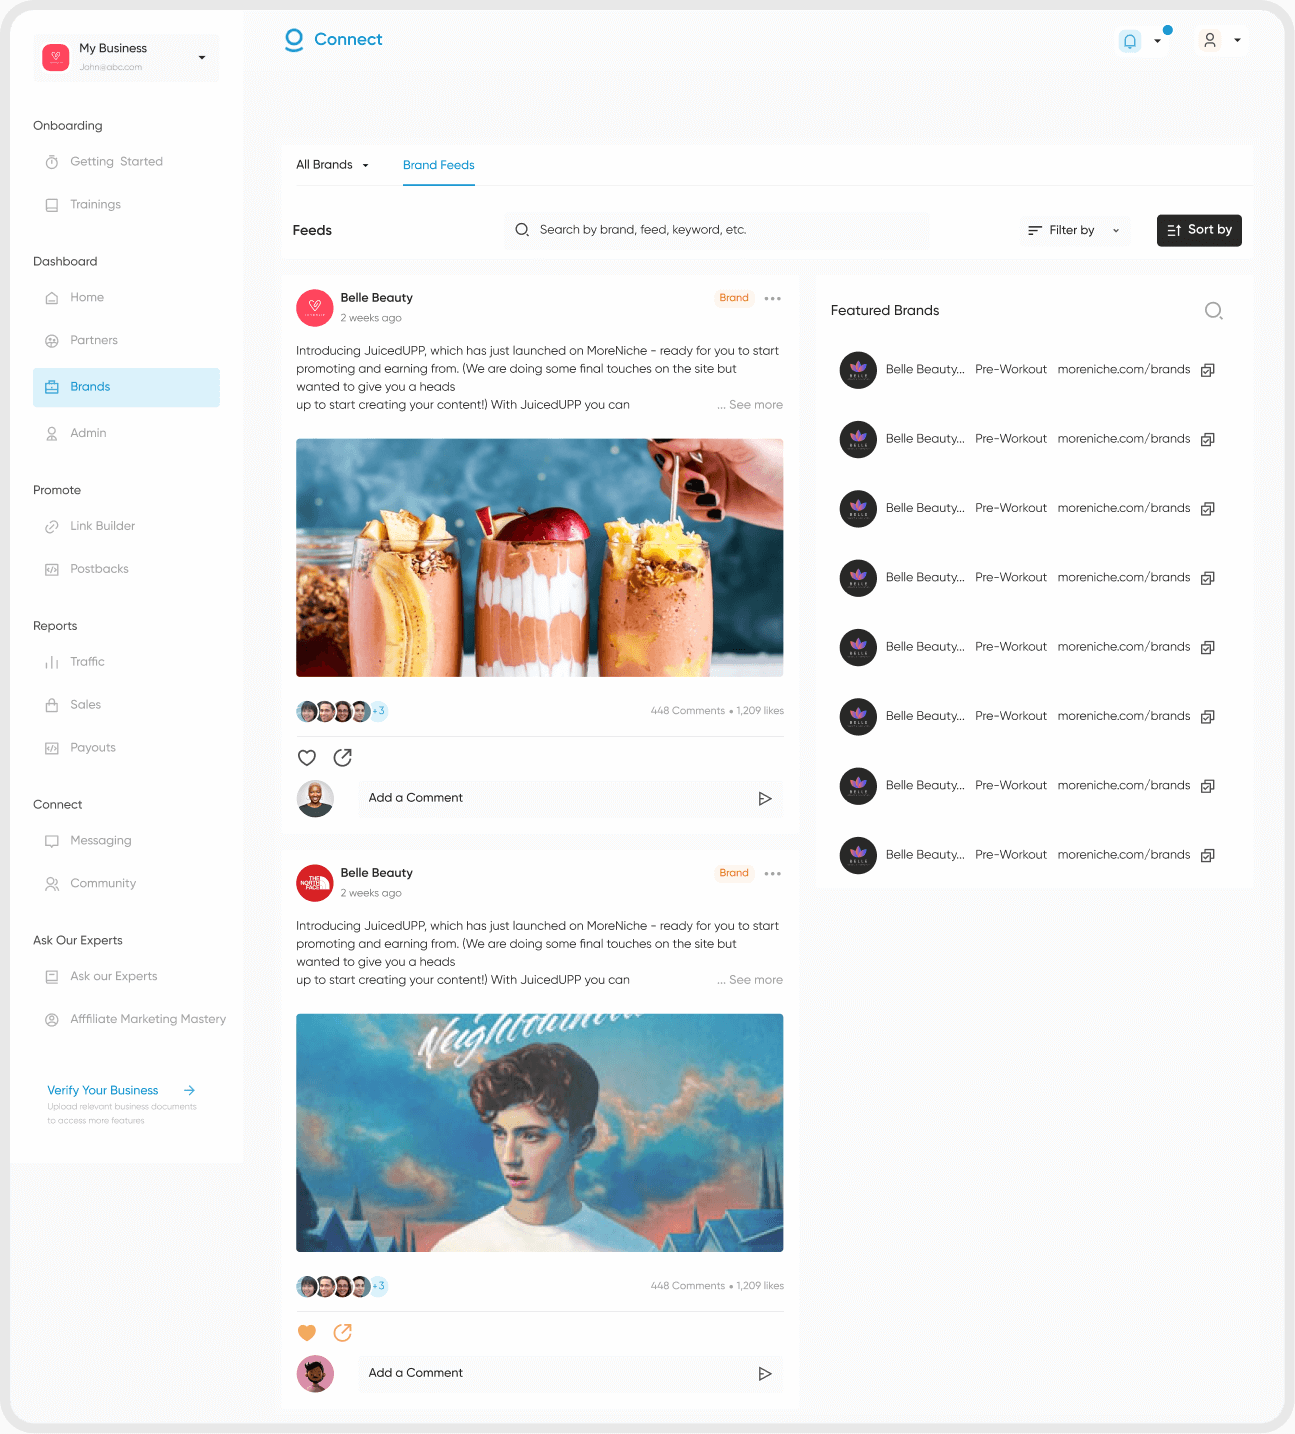 My Business
John@abc.com
Onboarding
Getting Started
Trainings
Dashboard
Home
Partners
Brands
Admin
Promote
Link Builder
Postbacks
Reports
Traffic
Sales
Payouts
Connect
Messaging
Community
Ask Our Experts
Ask our Experts
Afffiliate Marketing Mastery
Verify Your Business
Upload relevant business documents
to access more features
Connect
All Brands
Brand Feeds
Feeds
Search by brand, feed, keyword, etc.
Filter by
Sort by
Belle Beauty
Brand
2 weeks ago
Introducing JuicedUPP, which has just launched on MoreNiche - ready for you to start
promoting and earning from. (We are doing some final touches on the site but
wanted to give you a heads
up to start creating your content!) With JuicedUPP you can ... See more
+3
448 Comments • 1,209 likes
Add a Comment
THE
NORTH
FACE
Belle Beauty
Brand
2 weeks ago
Introducing JuicedUPP, which has just launched on MoreNiche - ready for you to start
promoting and earning from. (We are doing some final touches on the site but
wanted to give you a heads
up to start creating your content!) With JuicedUPP you can ... See more
+3
448 Comments • 1,209 likes
Add a Comment
Featured Brands
BELLE
Belle Beauty... Pre-Workout moreniche.com/brands
BELLE
Belle Beauty... Pre-Workout moreniche.com/brands
BELLE
Belle Beauty... Pre-Workout moreniche.com/brands
BELLE
Belle Beauty... Pre-Workout moreniche.com/brands
BELLE
Belle Beauty... Pre-Workout moreniche.com/brands
BELLE
Belle Beauty... Pre-Workout moreniche.com/brands
BELLE
Belle Beauty... Pre-Workout moreniche.com/brands
BELLE
Belle Beauty... Pre-Workout moreniche.com/brands